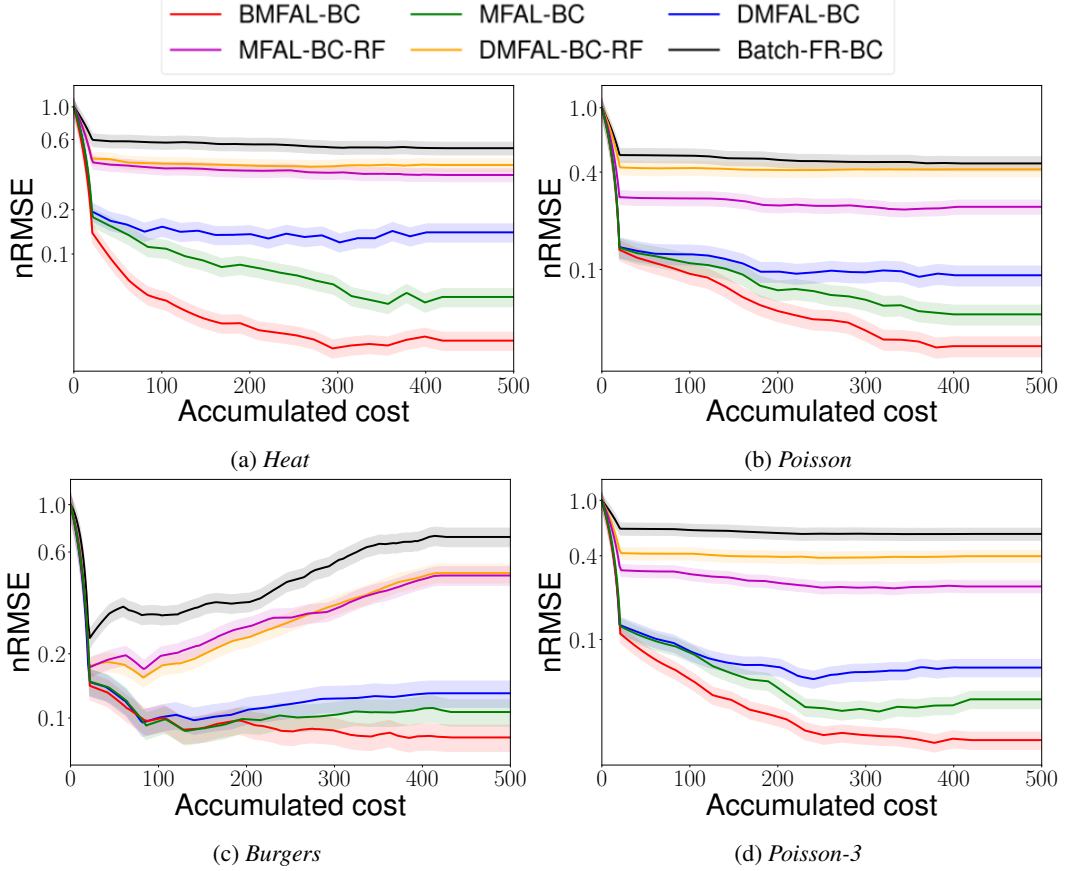 BMFAL-BC MFAL-BC DMFAL-BC
MFAL-BC-RF DMFAL-BC-RF Batch-FR-BC
nRMSE
1.0
0.6
0.2
0.1
0 100 200 300 400 500
Accumulated cost
(a) Heat
nRMSE
1.0
0.4
0.1
0 100 200 300 400 500
Accumulated cost
(b) Poisson
nRMSE
1.0
0.6
0.2
0.1
0 100 200 300 400 500
Accumulated cost
(c) Burgers
nRMSE
1.0
0.4
0.1
0 100 200 300 400 500
Accumulated cost
(d) Poisson-3